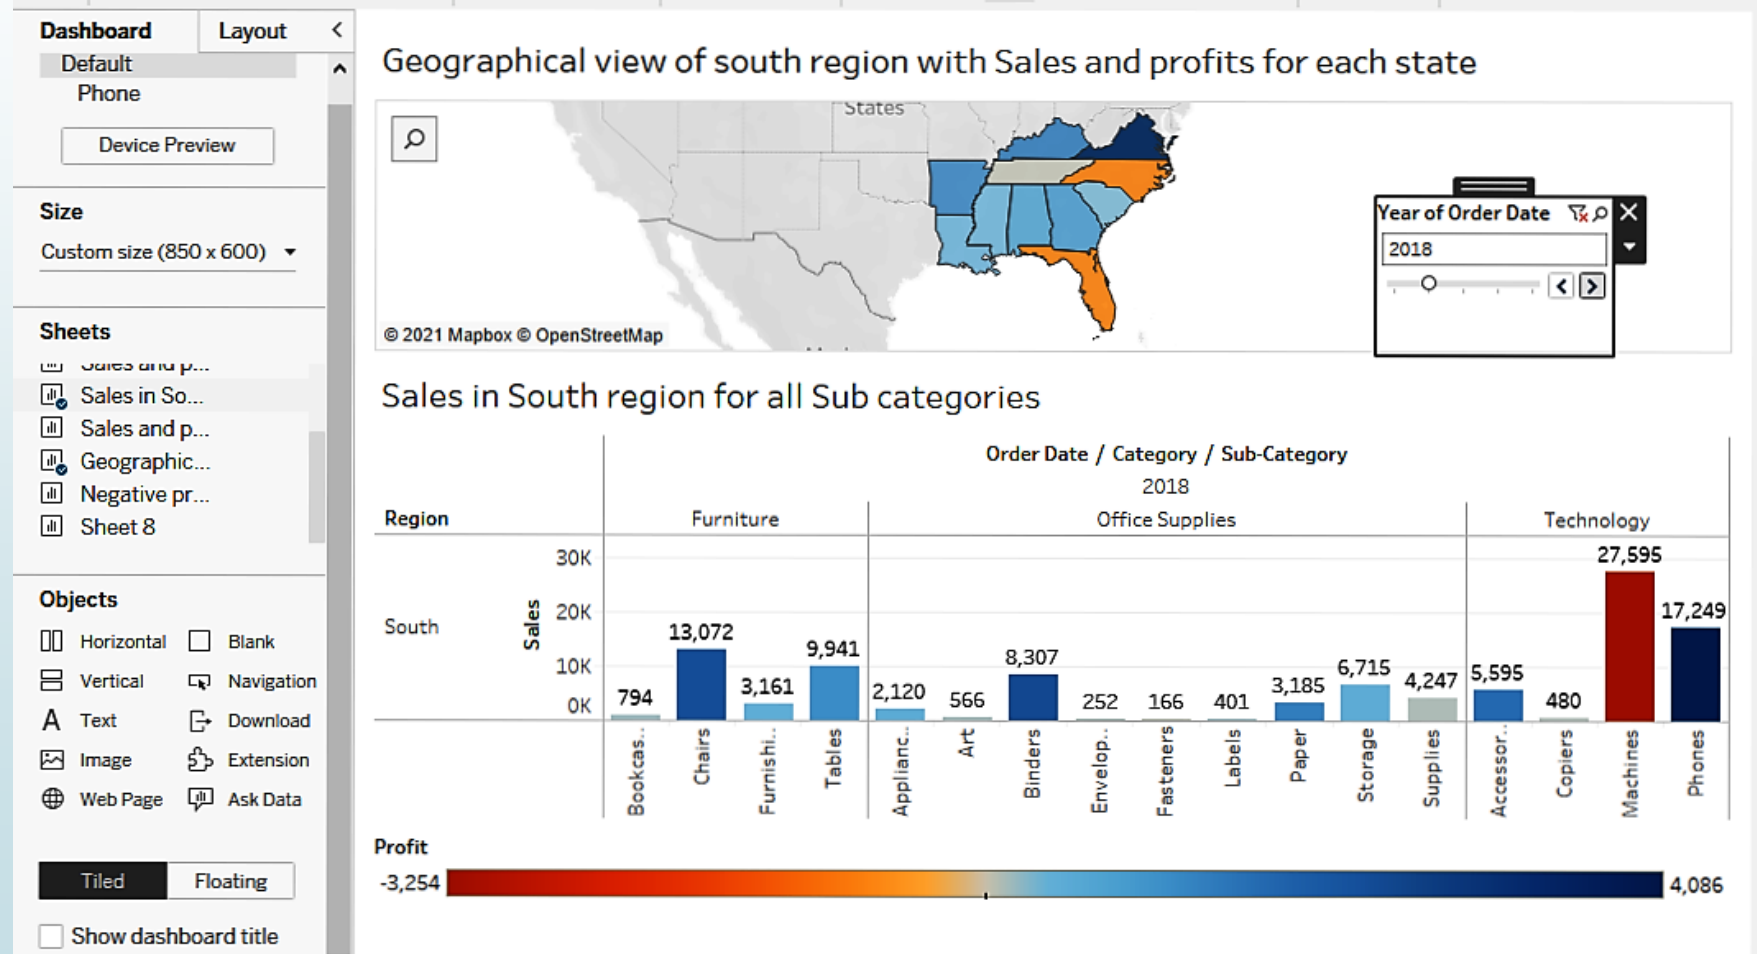 Dashboard
Layout
Default
Phone
Device Preview
Size
Custom size (850 x 600)
Sheets
Sales and p...
Sales in So...
Sales and p...
Geographic...
Negative pr...
Sheet 8
Objects
Horizontal
Blank
Vertical
Navigation
Text
Download
Image
Extension
Web Page
Ask Data
Tiled
Floating
Show dashboard title
Geographical view of south region with Sales and profits for each state
States
© 2021 Mapbox © OpenStreetMap
Year of Order Date
2018
Sales in South region for all Sub categories
Order Date / Category / Sub-Category
2018
Region
Furniture
Office Supplies
Technology
South
Sales
30K
20K
10K
0K
794
13,072
3,161
9,941
2,120
566
8,307
252
166
401
3,185
6,715
4,247
5,595
480
27,595
17,249
Bookcas..
Chairs
Furnishi..
Tables
Applianc..
Art
Binders
Envelop..
Fasteners
Labels
Paper
Storage
Supplies
Accessor..
Copiers
Machines
Phones
Profit
-3,254
4,086